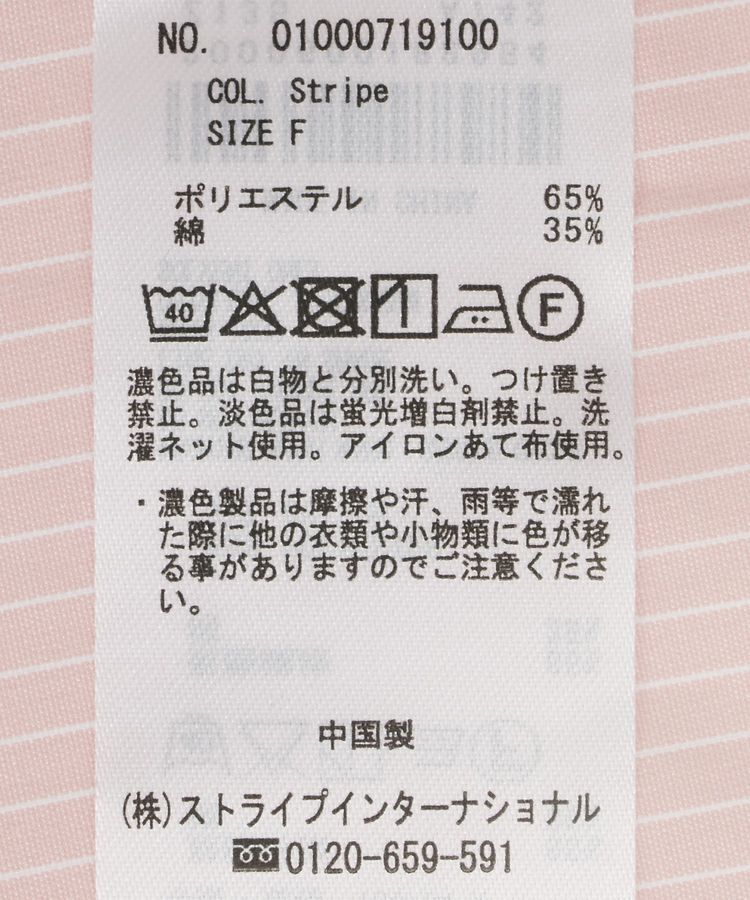 NO. 01000719100
COL. Stripe
SIZE F
ポリエステル 65%
綿 35%
40 F
濃色品は白物と分別洗い。つけ置き
禁止。淡色品は蛍光増白剤禁止。洗
濯ネット使用。アイロンあて布使用。
・濃色製品は摩擦や汗、雨等で濡れ
た際に他の衣類や小物類に色が移
る事がありますのでご注意くださ
い。
中国製
(株)ストライプインターナショナル
0120-659-591